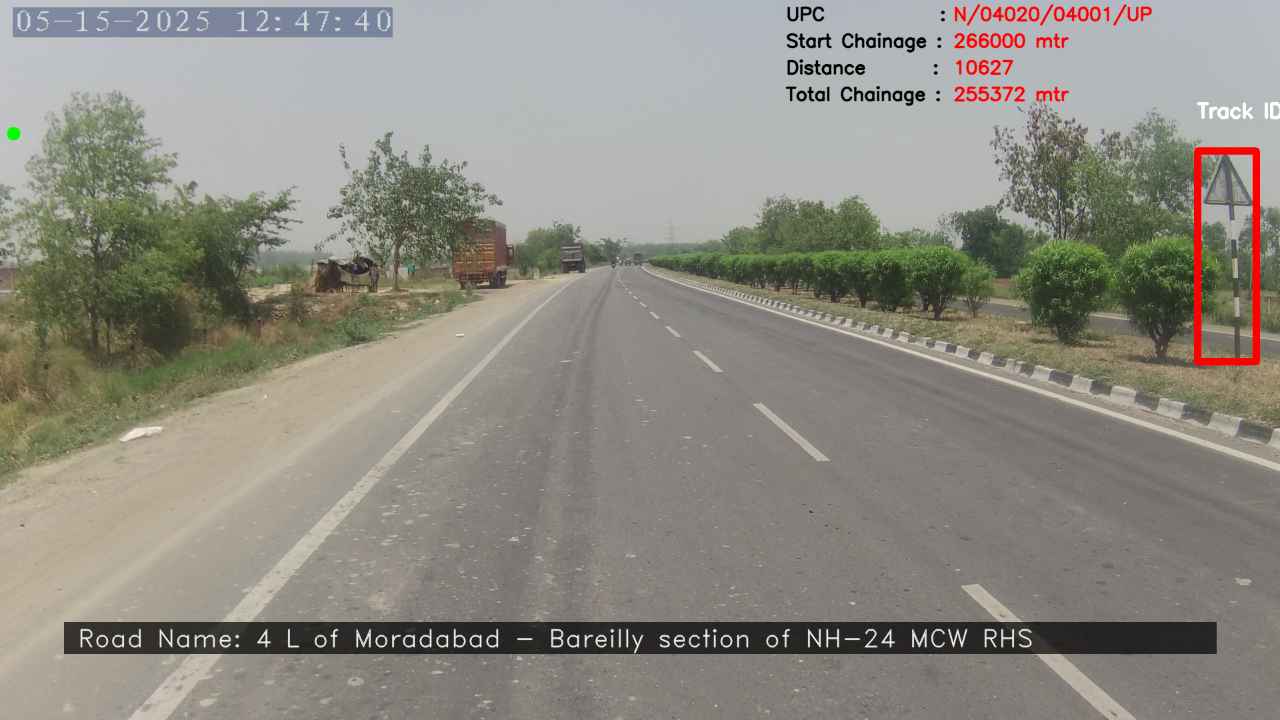 05-15-2025 12:47:40
UPC : N/04020/04001/UP
Start Chainage : 266000 mtr
Distance : 10627
Total Chainage : 255372 mtr
Track ID
Road Name: 4 L of Moradabad - Bareilly section of NH-24 MCW RHS